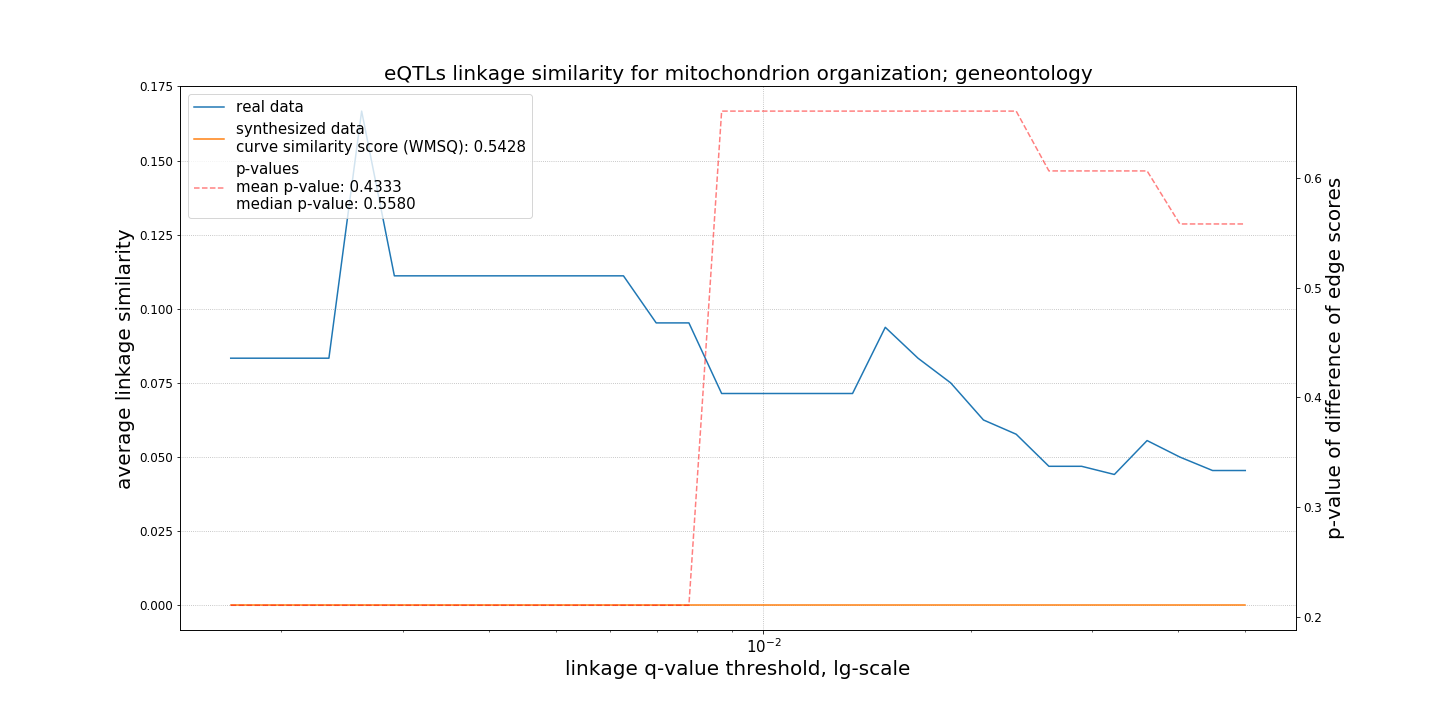 eQTLs linkage similarity for mitochondrion organization; geneontology
real data
synthesized data
curve similarity score (WMSQ): 0.5428
p-values
mean p-value: 0.4333
median p-value: 0.5580
average linkage similarity
0.175
0.150
0.125
0.100
0.075
0.050
0.025
0.000
0.6
0.5
0.4
0.3
0.2
p-value of difference of edge scores
10⁻²
linkage q-value threshold, lg-scale